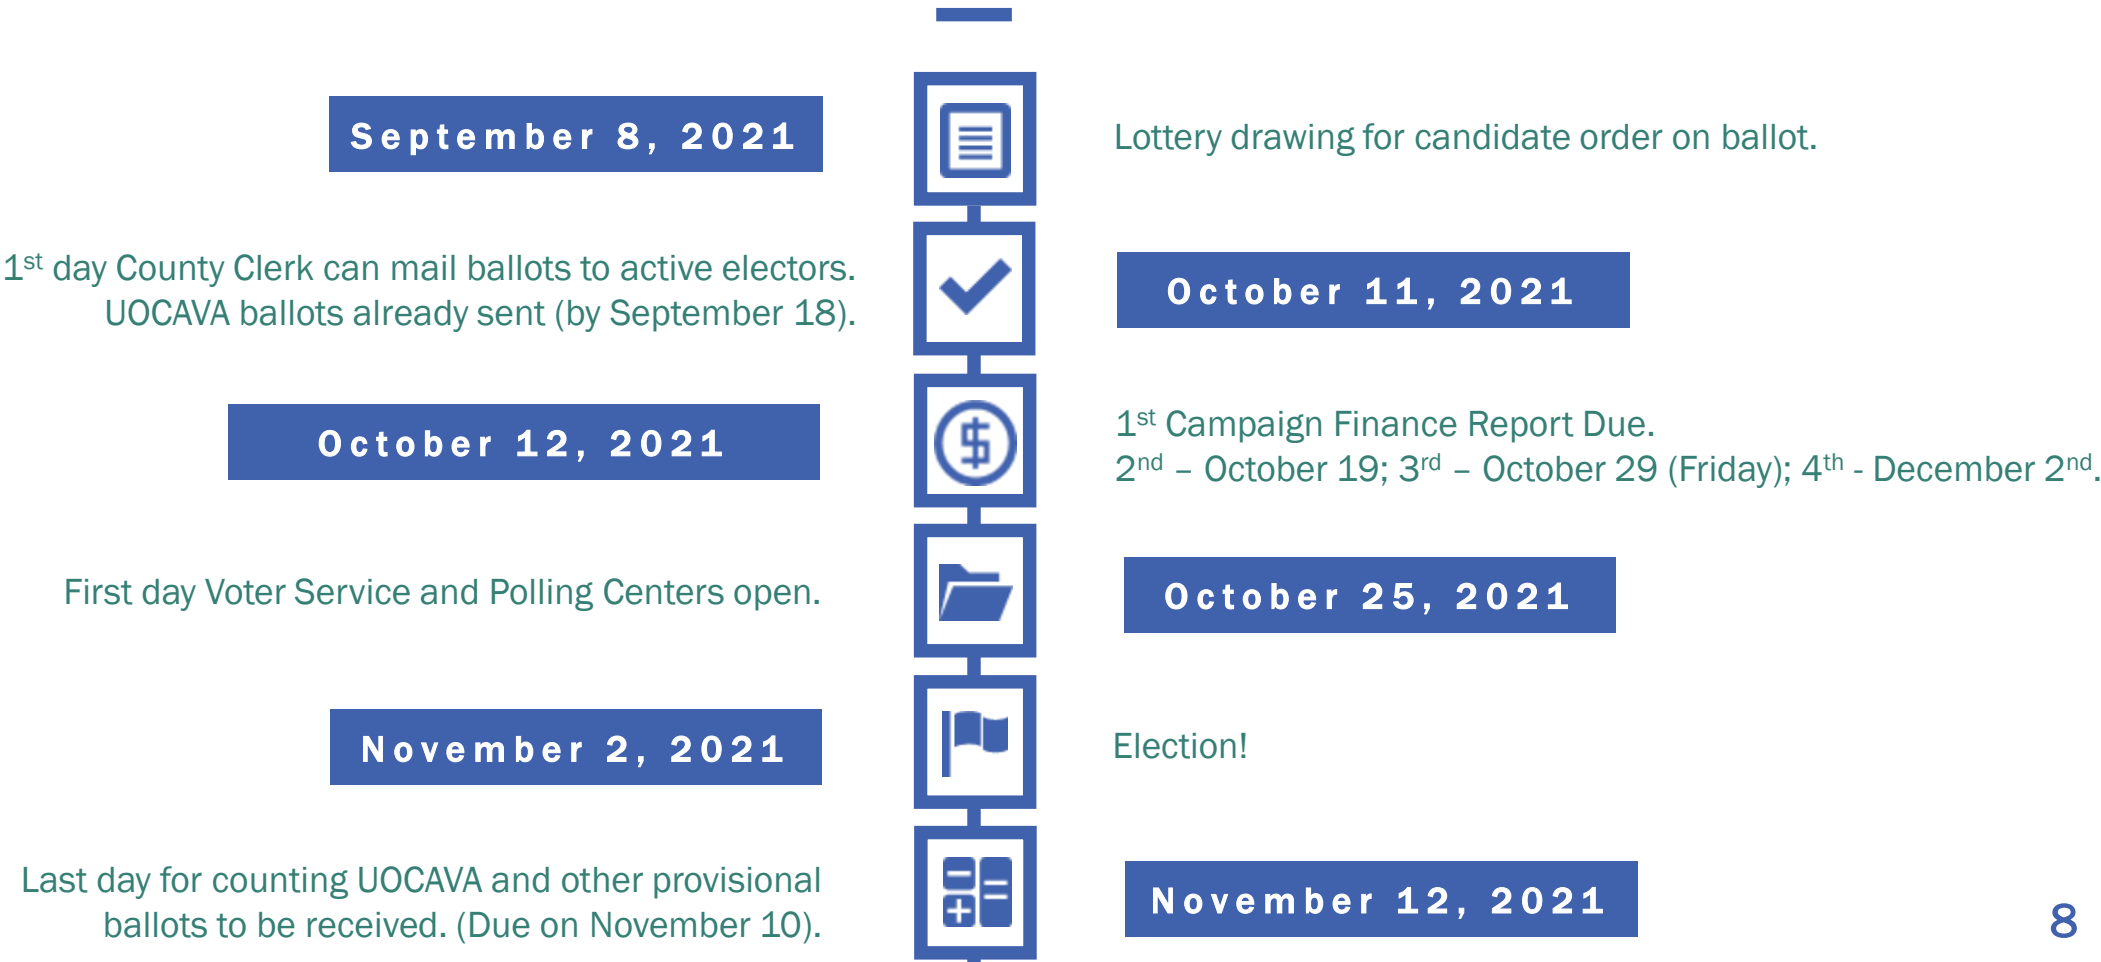 September 8, 2021
Lottery drawing for candidate order on ballot.
1st day County Clerk can mail ballots to active electors.
UOCAVA ballots already sent (by September 18).
October 11, 2021
October 12, 2021
1st Campaign Finance Report Due.
2nd – October 19; 3rd – October 29 (Friday); 4th - December 2nd.
First day Voter Service and Polling Centers open.
October 25, 2021
November 2, 2021
Election!
Last day for counting UOCAVA and other provisional
ballots to be received. (Due on November 10).
November 12, 2021
8